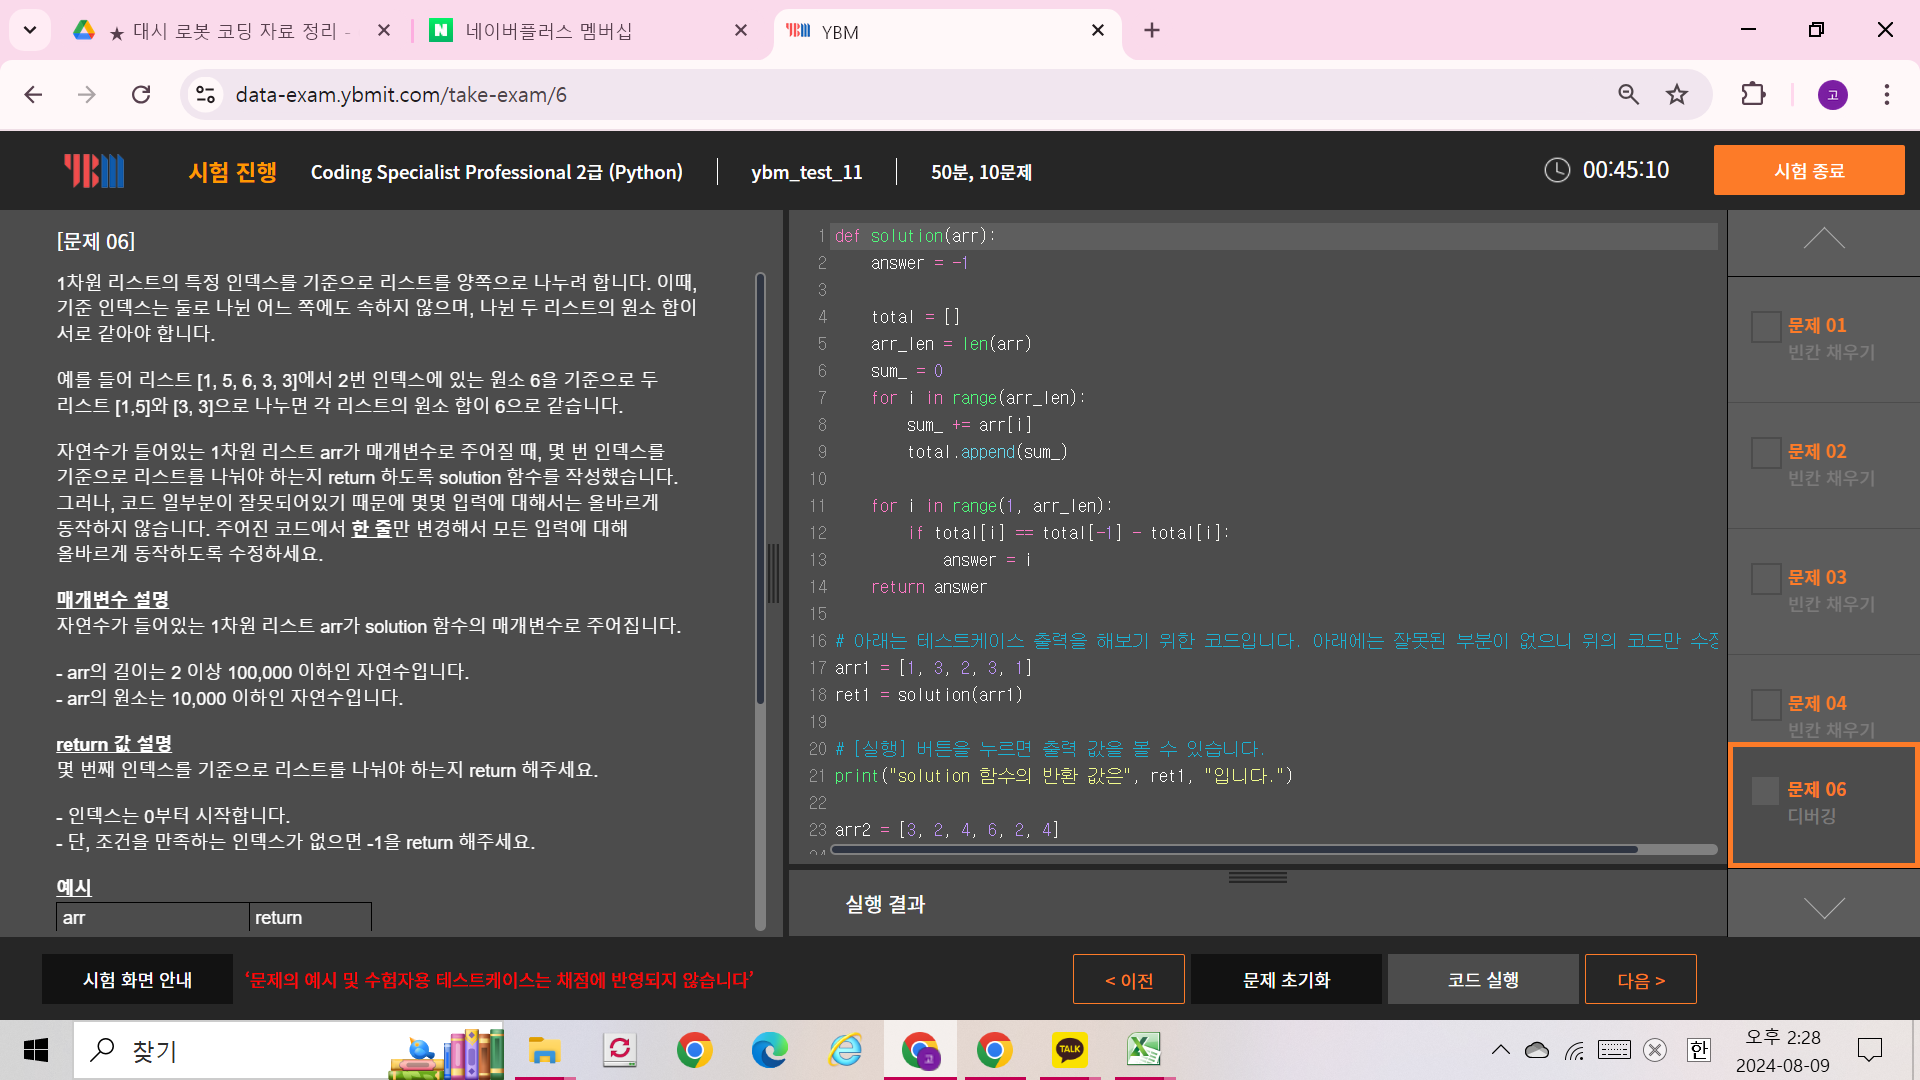 ★ 대시 로봇 코딩 자료 정리 -
네이버플러스 멤버십
YBM
data-exam.ybmit.com/take-exam/6
고
YBM
시험 진행
Coding Specialist Professional 2급 (Python)
ybm_test_11
50분, 10문제
00:45:10
시험 종료
[문제 06]
1차원 리스트의 특정 인덱스를 기준으로 리스트를 양쪽으로 나누려 합니다. 이때,
기준 인덱스는 둘로 나뉜 어느 쪽에도 속하지 않으며, 나뉜 두 리스트의 원소 합이
서로 같아야 합니다.
예를 들어 리스트 [1, 5, 6, 3, 3]에서 2번 인덱스에 있는 원소 6을 기준으로 두
리스트 [1,5]와 [3, 3]으로 나누면 각 리스트의 원소 합이 6으로 같습니다.
자연수가 들어있는 1차원 리스트 arr가 매개변수로 주어질 때, 몇 번 인덱스를
기준으로 리스트를 나눠야 하는지 return 하도록 solution 함수를 작성했습니다.
그러나, 코드 일부분이 잘못되어있기 때문에 몇몇 입력에 대해서는 올바르게
동작하지 않습니다. 주어진 코드에서 한 줄만 변경해서 모든 입력에 대해
올바르게 동작하도록 수정하세요.
매개변수 설명
자연수가 들어있는 1차원 리스트 arr가 solution 함수의 매개변수로 주어집니다.
- arr의 길이는 2 이상 100,000 이하인 자연수입니다.
- arr의 원소는 10,000 이하인 자연수입니다.
return 값 설명
몇 번째 인덱스를 기준으로 리스트를 나눠야 하는지 return 해주세요.
- 인덱스는 0부터 시작합니다.
- 단, 조건을 만족하는 인덱스가 없으면 -1을 return 해주세요.
예시
arr return
1 def solution(arr):
2     answer = -1
3
4     total = []
5     arr_len = len(arr)
6     sum_ = 0
7     for i in range(arr_len):
8         sum_ += arr[i]
9         total.append(sum_)
10
11     for i in range(1, arr_len):
12         if total[i] == total[-1] - total[i]:
13             answer = i
14     return answer
15
16 # 아래는 테스트케이스 출력을 해보기 위한 코드입니다. 아래에는 잘못된 부분이 없으니 위의 코드만 수정
17 arr1 = [1, 3, 2, 3, 1]
18 ret1 = solution(arr1)
19
20 # [실행] 버튼을 누르면 출력 값을 볼 수 있습니다.
21 print("solution 함수의 반환 값은", ret1, "입니다.")
22
23 arr2 = [3, 2, 4, 6, 2, 4]
실행 결과
문제 01
빈칸 채우기
문제 02
빈칸 채우기
문제 03
빈칸 채우기
문제 04
빈칸 채우기
문제 06
디버깅
시험 화면 안내
‘문제의 예시 및 수험자용 테스트케이스는 채점에 반영되지 않습니다’
< 이전
문제 초기화
코드 실행
다음 >
찾기
고
TALK
한
오후 2:28
2024-08-09